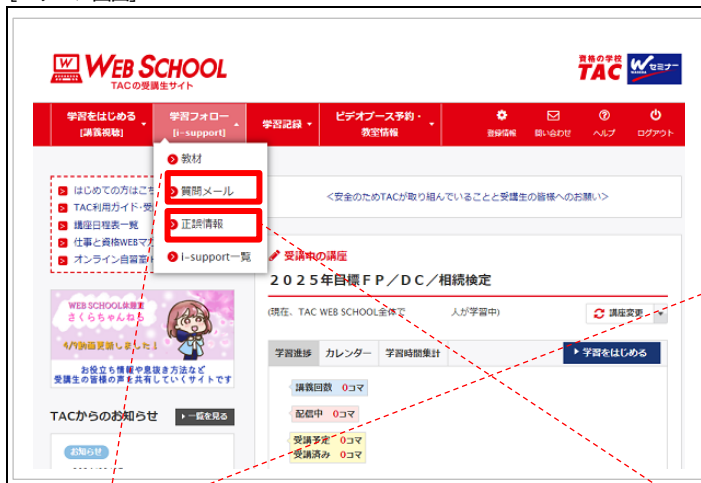 WEB SCHOOL
TACの受講生サイト
資格の学校
TAC
Wセミナー
学習をはじめる
[講義視聴]
学習フォロー
[i-support]
学習記録
ビデオブース予約・
教室情報
登録情報
問い合わせ
ヘルプ
ログアウト
教材
質問メール
正誤情報
i-support一覧
はじめての方はこち
TAC利用ガイド・受
講座日程表一覧
仕事と資格WEBマガ
オンライン自習室
<安全のためTACが取り組んでいることと受講生の皆様へのお願い>
受講中の講座
2025年目標FP/DC/相続検定
(現在、TAC WEB SCHOOL全体で 人が学習中)
講座変更
学習進捗
カレンダー
学習時間集計
学習をはじめる
講義回数 0コマ
配信中 0コマ
受講予定 0コマ
受講済み 0コマ
WEB SCHOOL休憩室
さくらちゃんねる
動画更新しました!
お役立ち情報や息抜き方法など
受講生の皆様の声を共有していくサイトです
TACからのお知らせ
一覧を見る
お知らせ